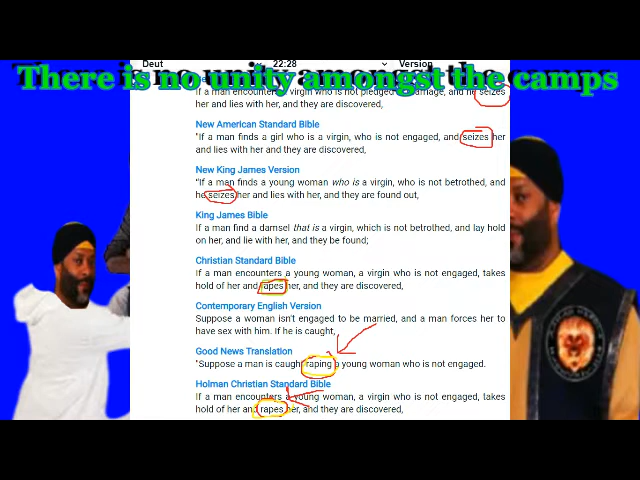 Deut 22:28 Version
There is no unity amongst the camps
If a man encounters a virgin who is not pledged in marriage, and he seizes
her and lies with her, and they are discovered,
New American Standard Bible
"If a man finds a girl who is a virgin, who is not engaged, and seizes her
and lies with her, and they are discovered,
New King James Version
"If a man finds a young woman who is a virgin, who is not betrothed, and
he seizes her and lies with her, and they are found out,
King James Bible
If a man find a damsel that is a virgin, which is not betrothed, and lay hold
on her, and lie with her, and they be found;
Christian Standard Bible
If a man encounters a young woman, a virgin who is not engaged, takes
hold of her and rapes her, and they are discovered,
Contemporary English Version
Suppose a woman isn't engaged to be married, and a man forces her to
have sex with him. If he is caught,
Good News Translation
"Suppose a man is caught raping a young woman who is not engaged.
Holman Christian Standard Bible
If a man encounters a young woman, a virgin who is not engaged, takes
hold of her and rapes her, and they are discovered,